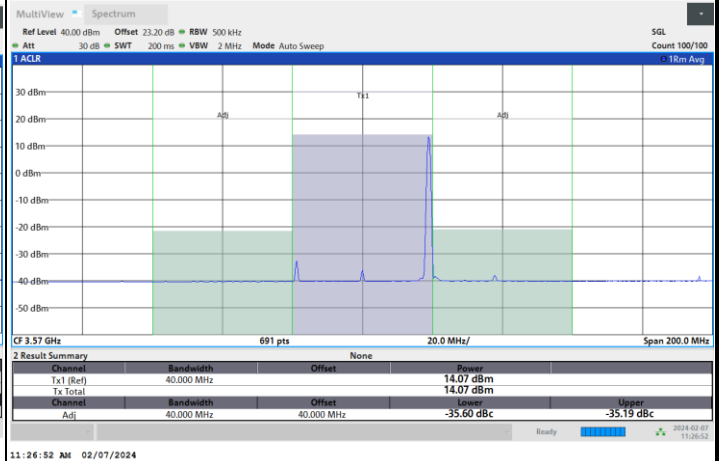 MultiView Spectrum
Ref Level 40.00 dBm Offset 23.20 dB RBW 500 kHz SGL
Att 30 dB SWT 200 ms VBW 2 MHz Mode Auto Sweep Count 100/100
1 ACLR 1Rm Avg
30 dBm
Tx1
20 dBm
Adj Adj
10 dBm
0 dBm
-10 dBm
-20 dBm
-30 dBm
-40 dBm
-50 dBm
CF 3.57 GHz 691 pts 20.0 MHz/ Span 200.0 MHz
2 Result Summary None
Channel Bandwidth Offset Power
Tx1 (Ref) 40.000 MHz 14.07 dBm
Tx Total 14.07 dBm
Channel Bandwidth Offset Lower Upper
Adj 40.000 MHz 40.000 MHz -35.60 dBc -35.19 dBc
Ready 2024-02-07
11:26:52
11:26:52 AM 02/07/2024